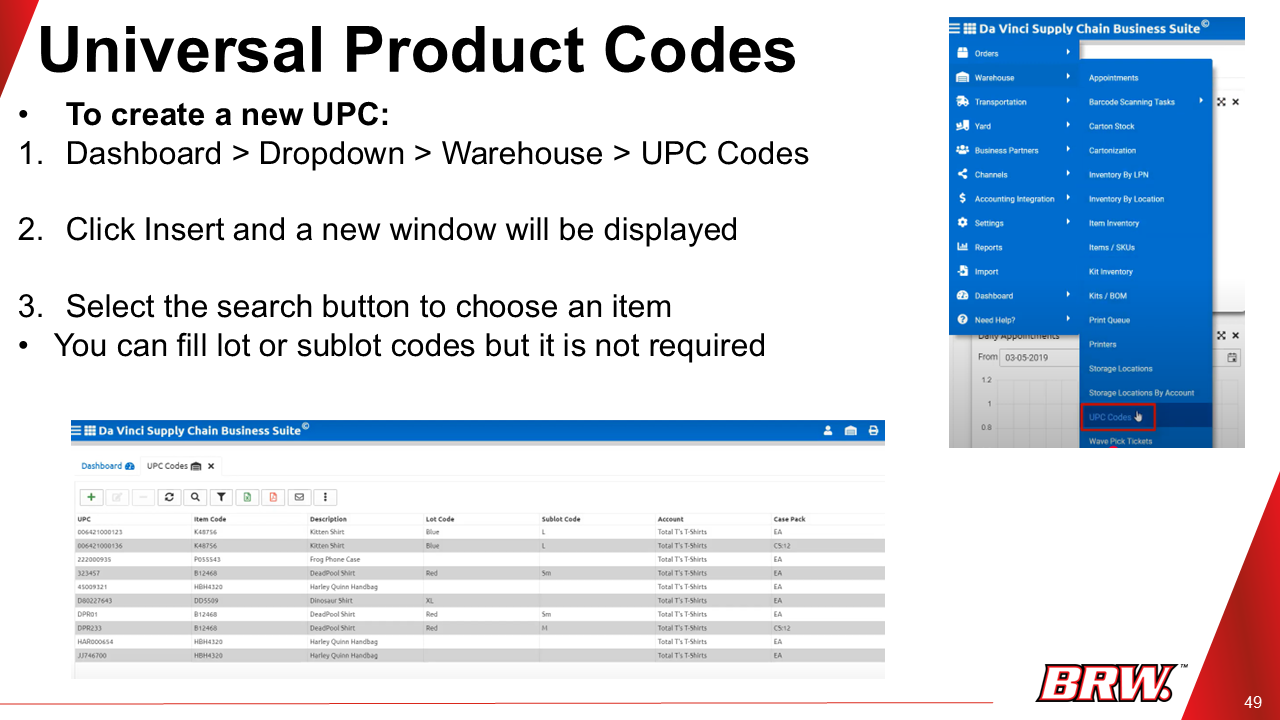 Universal Product Codes
• To create a new UPC:
1. Dashboard > Dropdown > Warehouse > UPC Codes
2. Click Insert and a new window will be displayed
3. Select the search button to choose an item
• You can fill lot or sublot codes but it is not required
Da Vinci Supply Chain Business Suite©
Orders
Warehouse
Transportation
Yard
Business Partners
Channels
Accounting Integration
Settings
Reports
Import
Dashboard
Need Help?
Appointments
Barcode Scanning Tasks
Carton Stock
Cartonization
Inventory By LPN
Inventory By Location
Item Inventory
Items / SKUs
Kit Inventory
Kits / BOM
Print Queue
Printers
Storage Locations
Storage Locations By Account
UPC Codes
Wave Pick Tickets
Daily Appointments
From 03-05-2019
1.2
1
0.8
Da Vinci Supply Chain Business Suite©
Dashboard UPC Codes
UPC Item Code Description Lot Code Sublot Code Account Case Pack
006421000123 K48756 Kitten Shirt Blue L Total T's T-Shirts EA
006421000136 K48756 Kitten Shirt Blue L Total T's T-Shirts CS:12
222000935 P055543 Frog Phone Case Total T's T-Shirts EA
323457 B12468 DeadPool Shirt Red Sm Total T's T-Shirts EA
45009321 HBH4320 Harley Quinn Handbag Total T's T-Shirts EA
D80227643 DD5509 Dinosaur Shirt XL Total T's T-Shirts EA
DPR01 B12468 DeadPool Shirt Red Sm Total T's T-Shirts EA
DPR233 B12468 DeadPool Shirt Red M Total T's T-Shirts CS:12
HAR000654 HBH4320 Harley Quinn Handbag Total T's T-Shirts EA
JJ746700 HBH4320 Harley Quinn Handbag Total T's T-Shirts EA
BRW.™
49